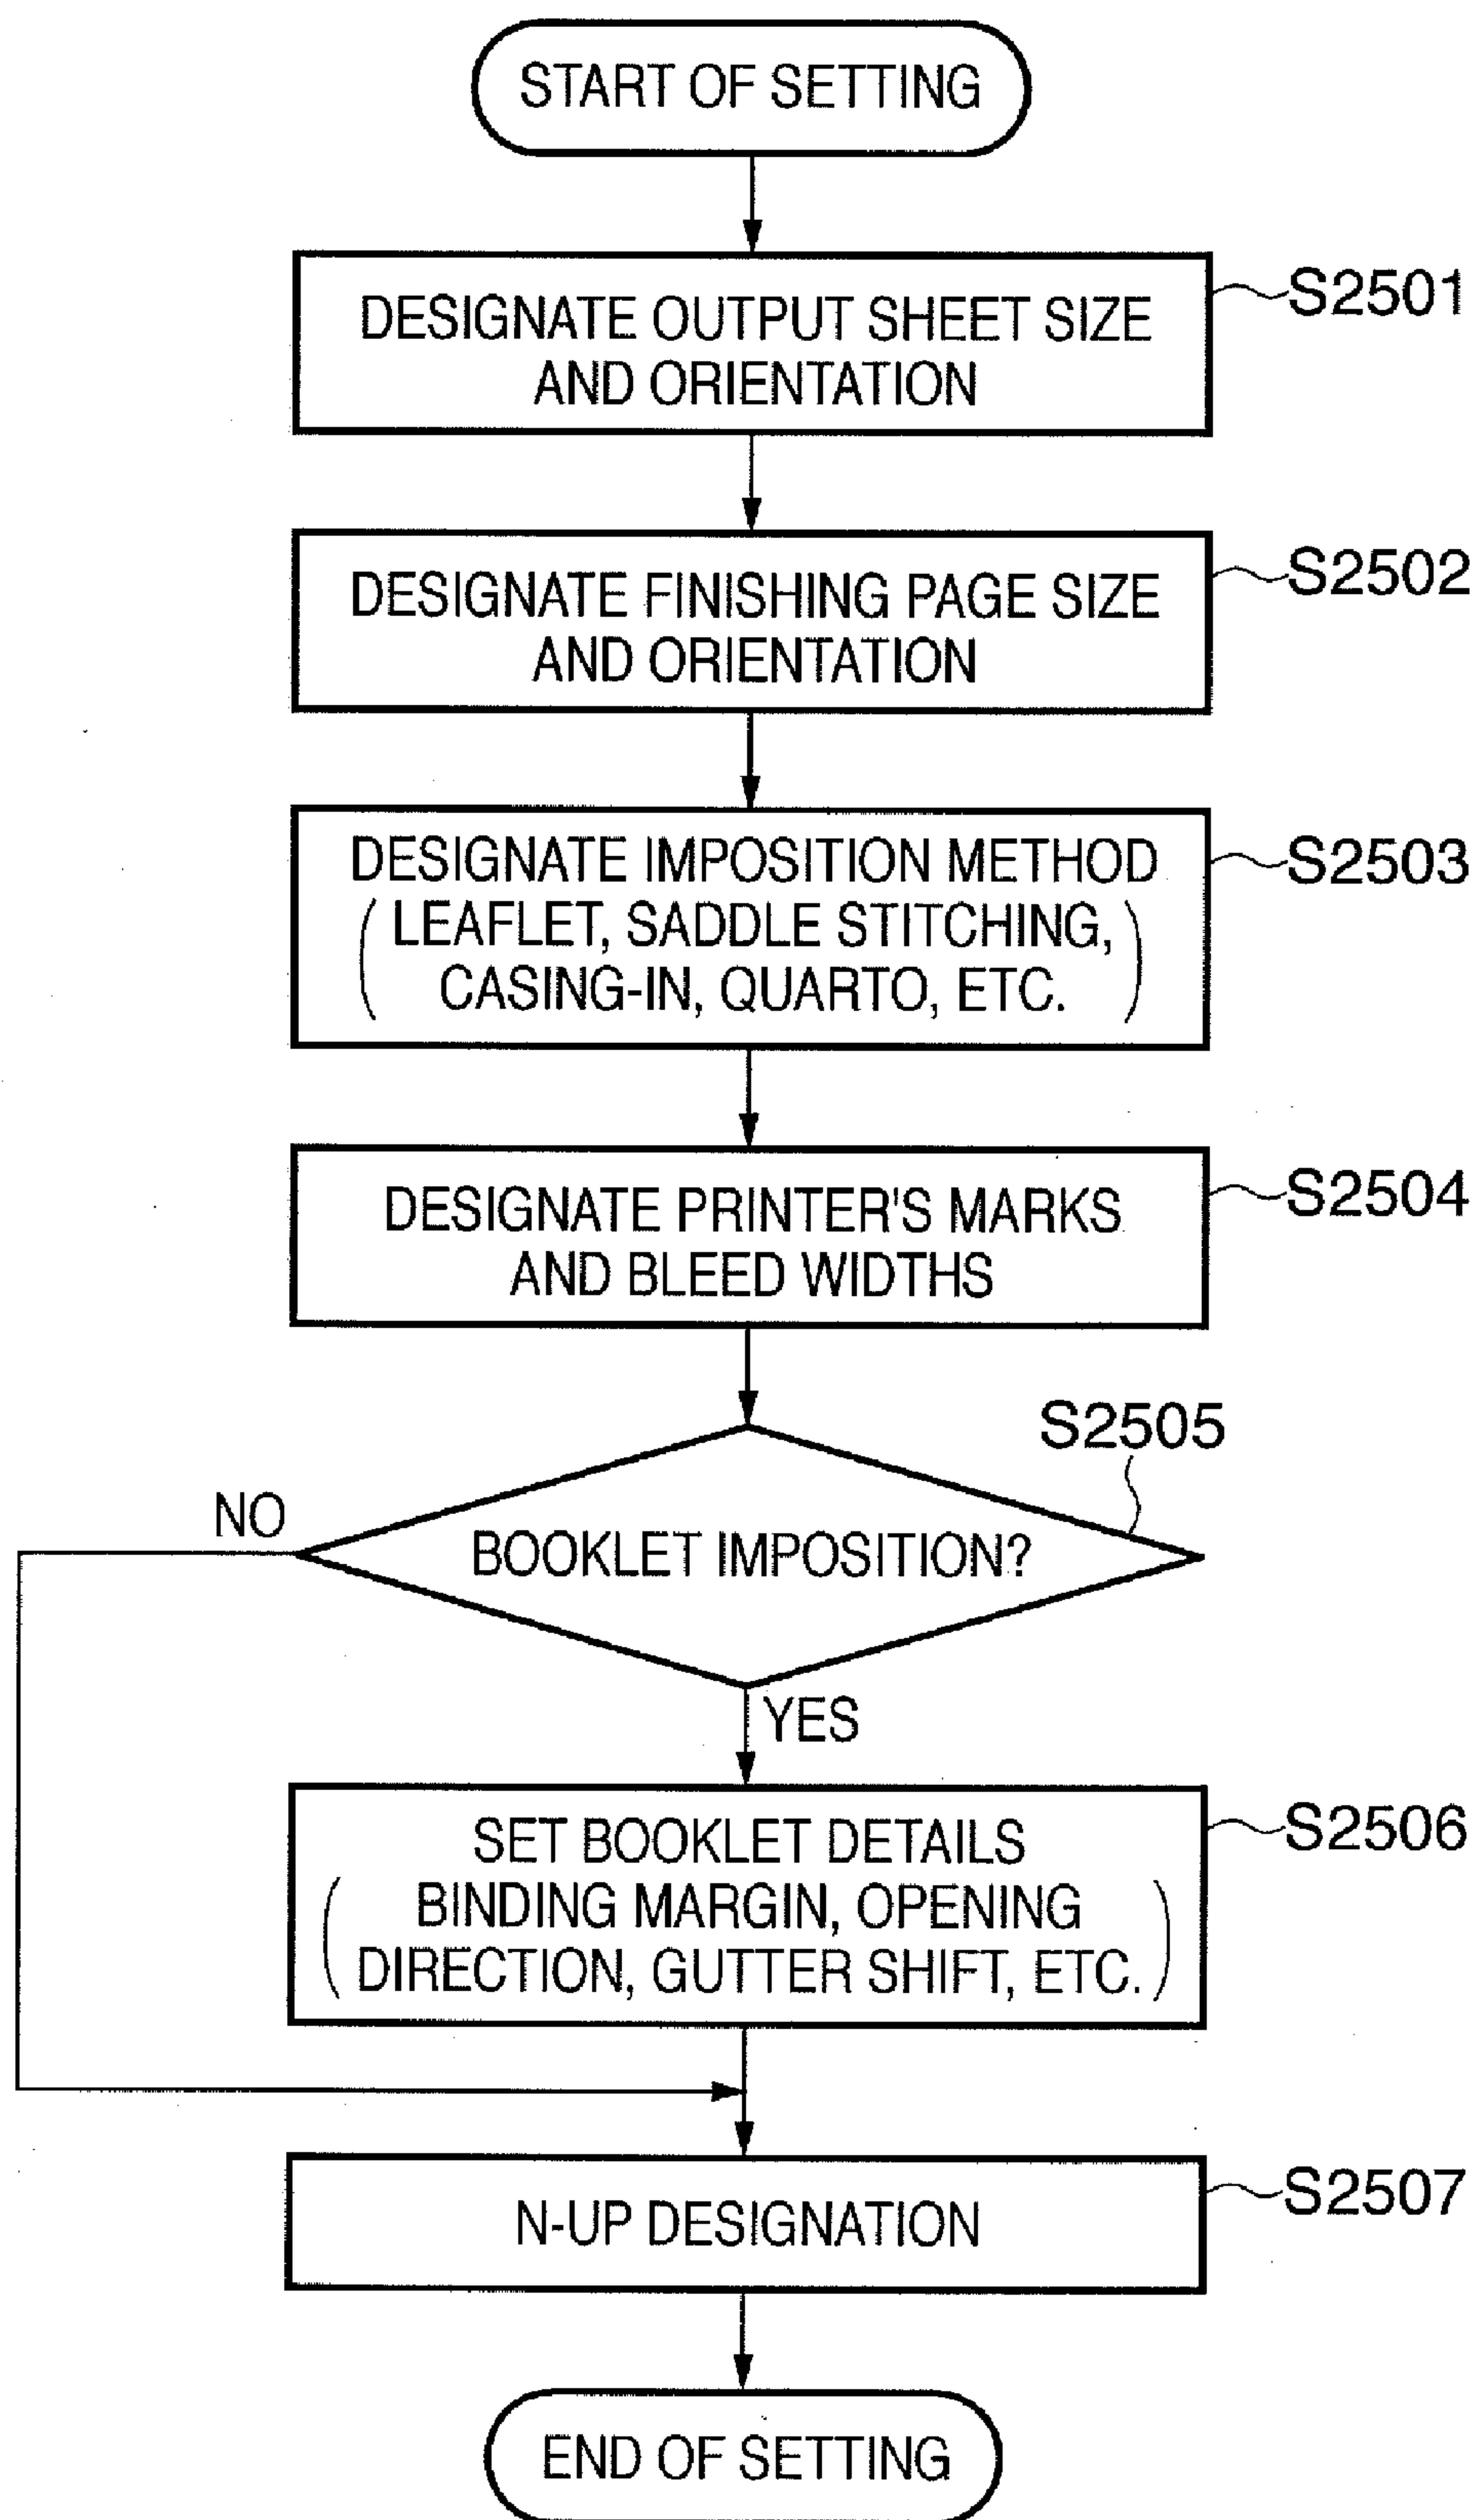 START OF SETTING
DESIGNATE OUTPUT SHEET SIZE
AND ORIENTATION
S2501
DESIGNATE FINISHING PAGE SIZE
AND ORIENTATION
S2502
DESIGNATE IMPOSITION METHOD
(LEAFLET, SADDLE STITCHING,
CASING-IN, QUARTO, ETC.)
S2503
DESIGNATE PRINTER'S MARKS
AND BLEED WIDTHS
S2504
S2505
NO
BOOKLET IMPOSITION?
YES
SET BOOKLET DETAILS
(BINDING MARGIN, OPENING
DIRECTION, GUTTER SHIFT, ETC.)
S2506
N-UP DESIGNATION
S2507
END OF SETTING